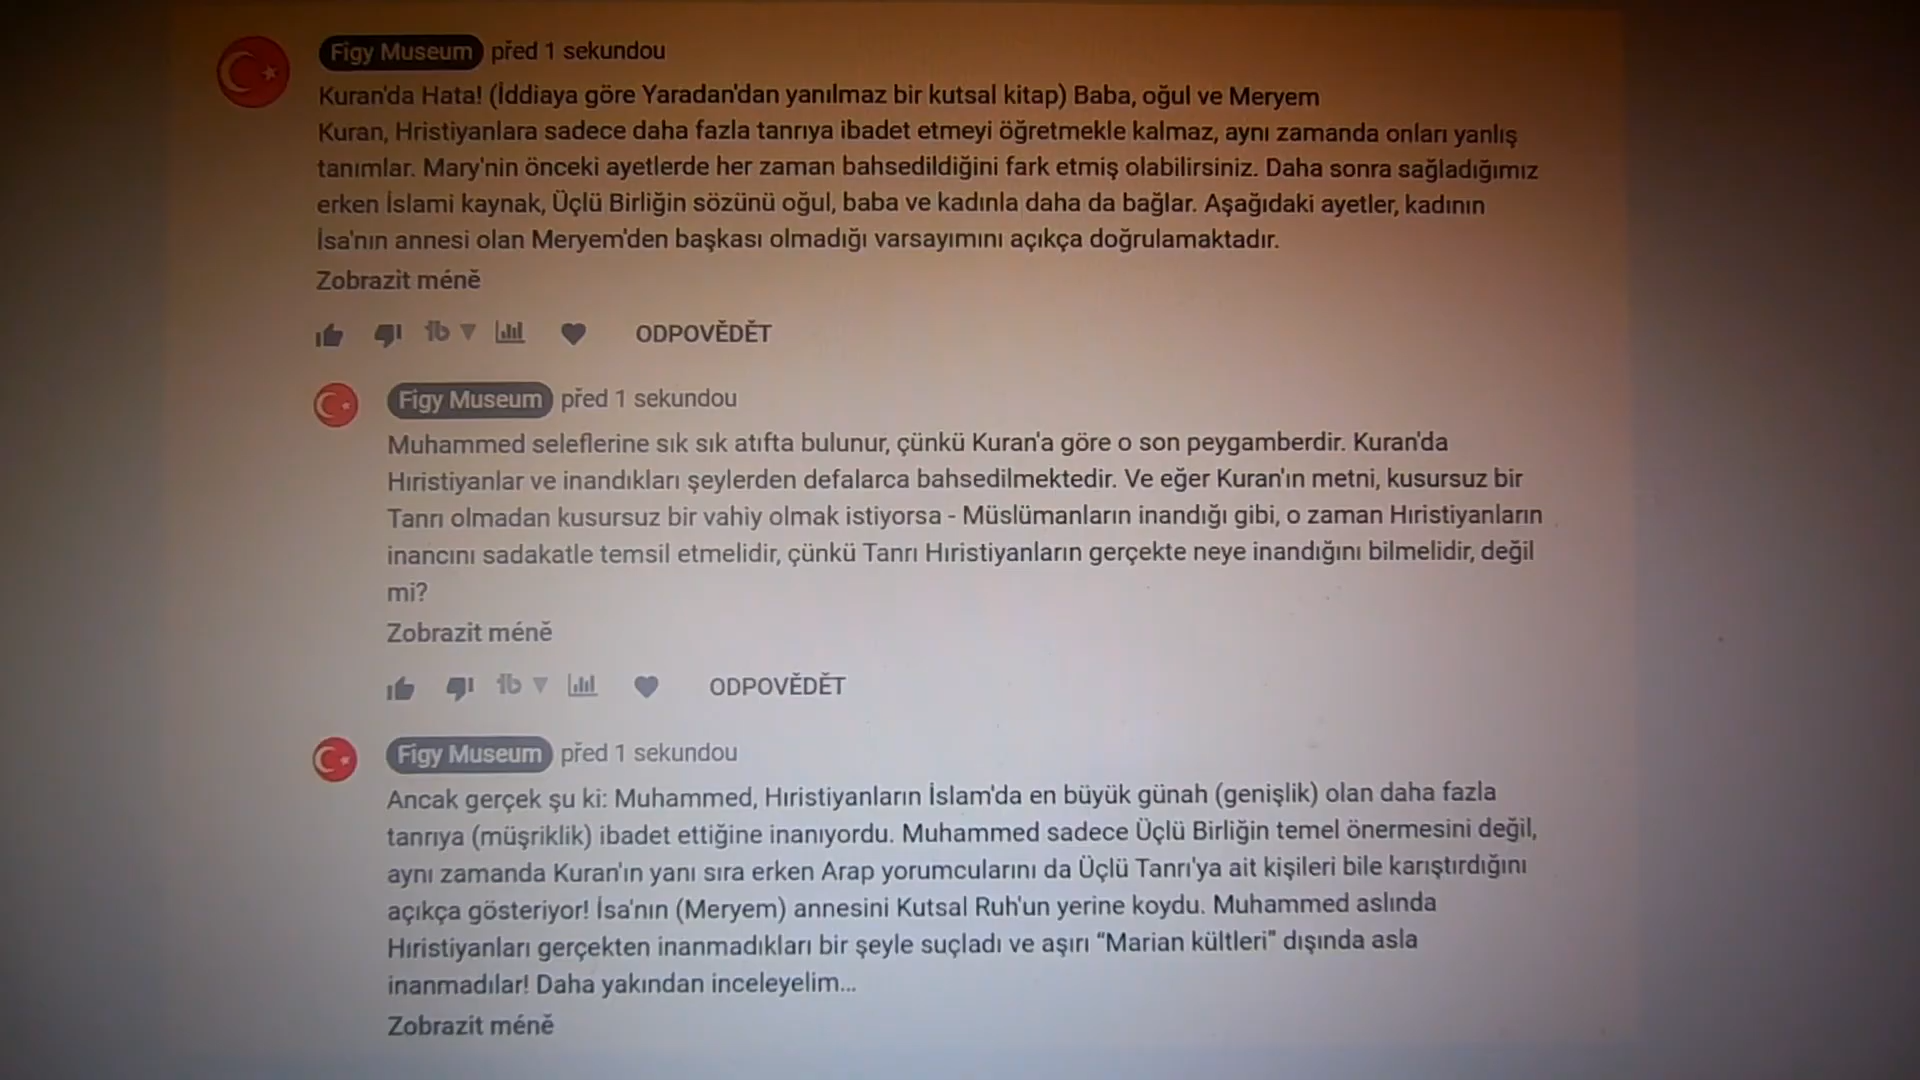 Figy Museum před 1 sekundou
Kuran'da Hata! (İddiaya göre Yaradan'dan yanılmaz bir kutsal kitap) Baba, oğul ve Meryem
Kuran, Hristiyanlara sadece daha fazla tanrıya ibadet etmeyi öğretmekle kalmaz, aynı zamanda onları yanlış
tanımlar. Mary'nin önceki ayetlerde her zaman bahsedildiğini fark etmiş olabilirsiniz. Daha sonra sağladığımız
erken İslami kaynak, Üçlü Birliğin sözünü oğul, baba ve kadınla daha da bağlar. Aşağıdaki ayetler, kadının
İsa'nın annesi olan Meryem'den başkası olmadığı varsayımını açıkça doğrulamaktadır.
Zobrazit méně
ODPOVĚDĚT
Figy Museum před 1 sekundou
Muhammed seleflerine sık sık atıfta bulunur, çünkü Kuran'a göre o son peygamberdir. Kuran'da
Hıristiyanlar ve inandıkları şeylerden defalarca bahsedilmektedir. Ve eğer Kuran'ın metni, kusursuz bir
Tanrı olmadan kusursuz bir vahiy olmak istiyorsa - Müslümanların inandığı gibi, o zaman Hıristiyanların
inancını sadakatle temsil etmelidir, çünkü Tanrı Hıristiyanların gerçekte neye inandığını bilmelidir, değil
mi?
Zobrazit méně
ODPOVĚDĚT
Figy Museum před 1 sekundou
Ancak gerçek şu ki: Muhammed, Hıristiyanların İslam'da en büyük günah (genişlik) olan daha fazla
tanrıya (müşriklik) ibadet ettiğine inanıyordu. Muhammed sadece Üçlü Birliğin temel önermesini değil,
aynı zamanda Kuran'ın yanı sıra erken Arap yorumcularını da Üçlü Tanrı'ya ait kişileri bile karıştırdığını
açıkça gösteriyor! İsa'nın (Meryem) annesini Kutsal Ruh'un yerine koydu. Muhammed aslında
Hıristiyanları gerçekten inanmadıkları bir şeyle suçladı ve aşırı "Marian kültleri" dışında asla
inanmadılar! Daha yakından inceleyelim...
Zobrazit méně